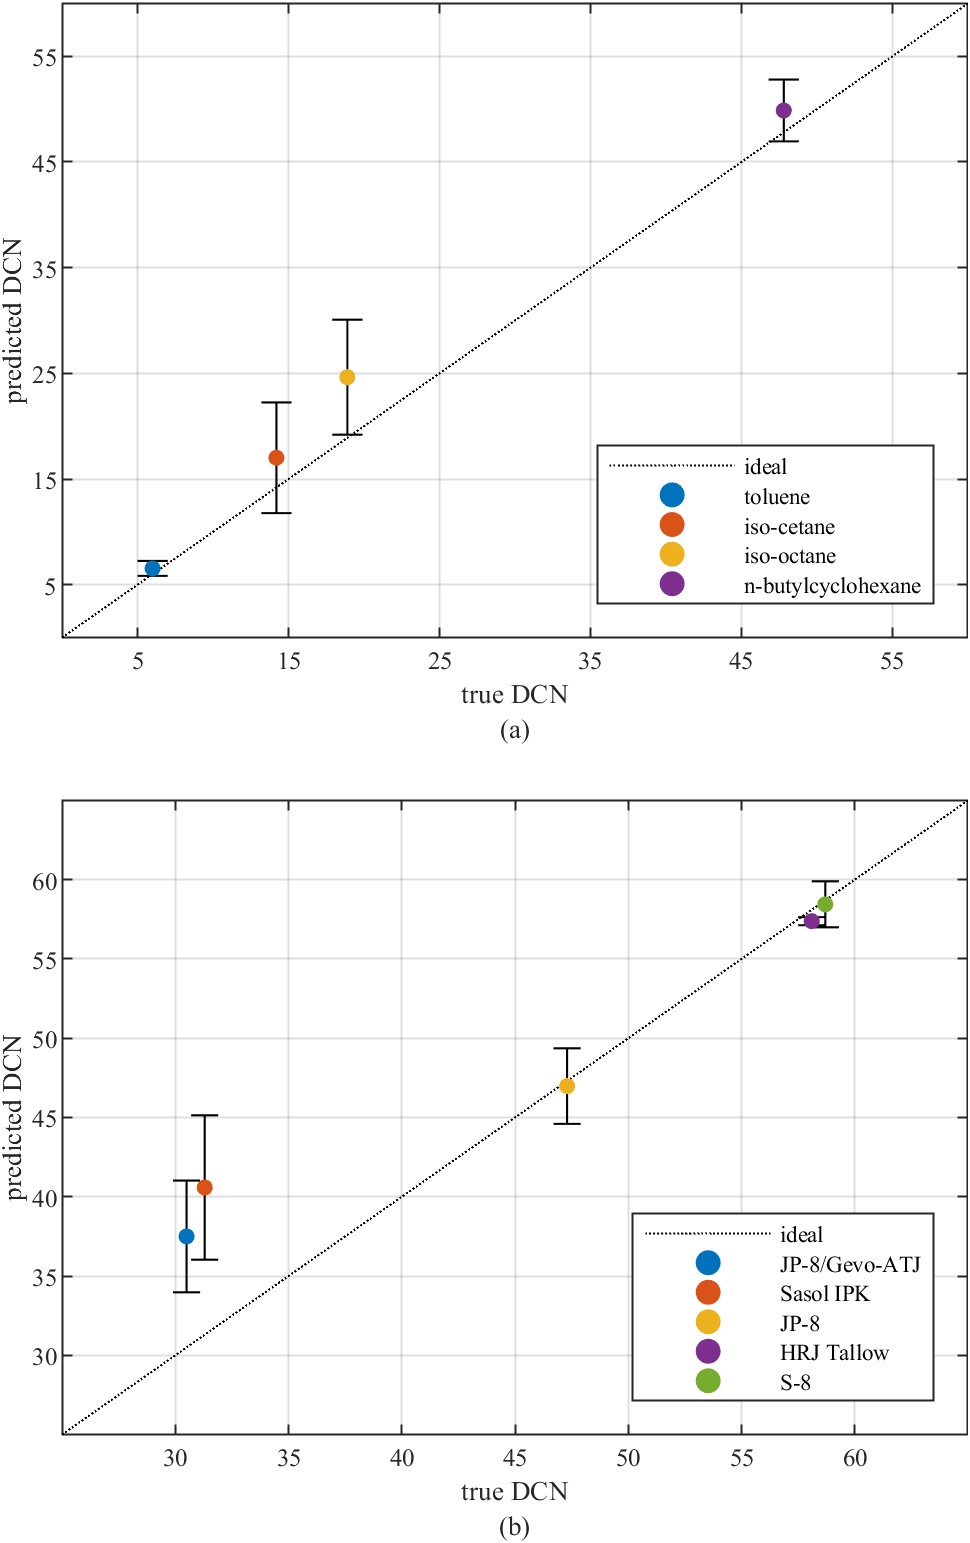 55
45
35
25
15
5
predicted DCN
ideal
toluene
iso-cetane
iso-octane
n-butylcyclohexane
5 15 25 35 45 55
true DCN
(a)
60
55
50
45
40
35
30
predicted DCN
ideal
JP-8/Gevo-ATJ
Sasol IPK
JP-8
HRJ Tallow
S-8
30 35 40 45 50 55 60
true DCN
(b)